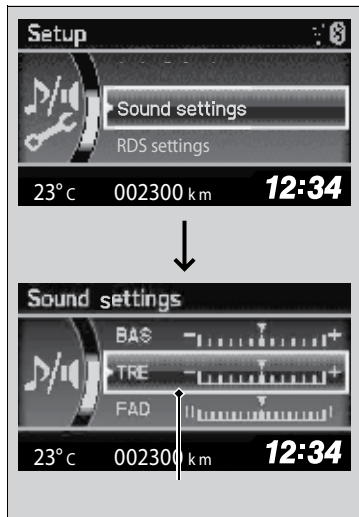 Setup
Sound settings
RDS settings
23°c 002300 km 12:34
Sound settings
BAS - +
TRE - +
FAD
23°c 002300 km 12:34